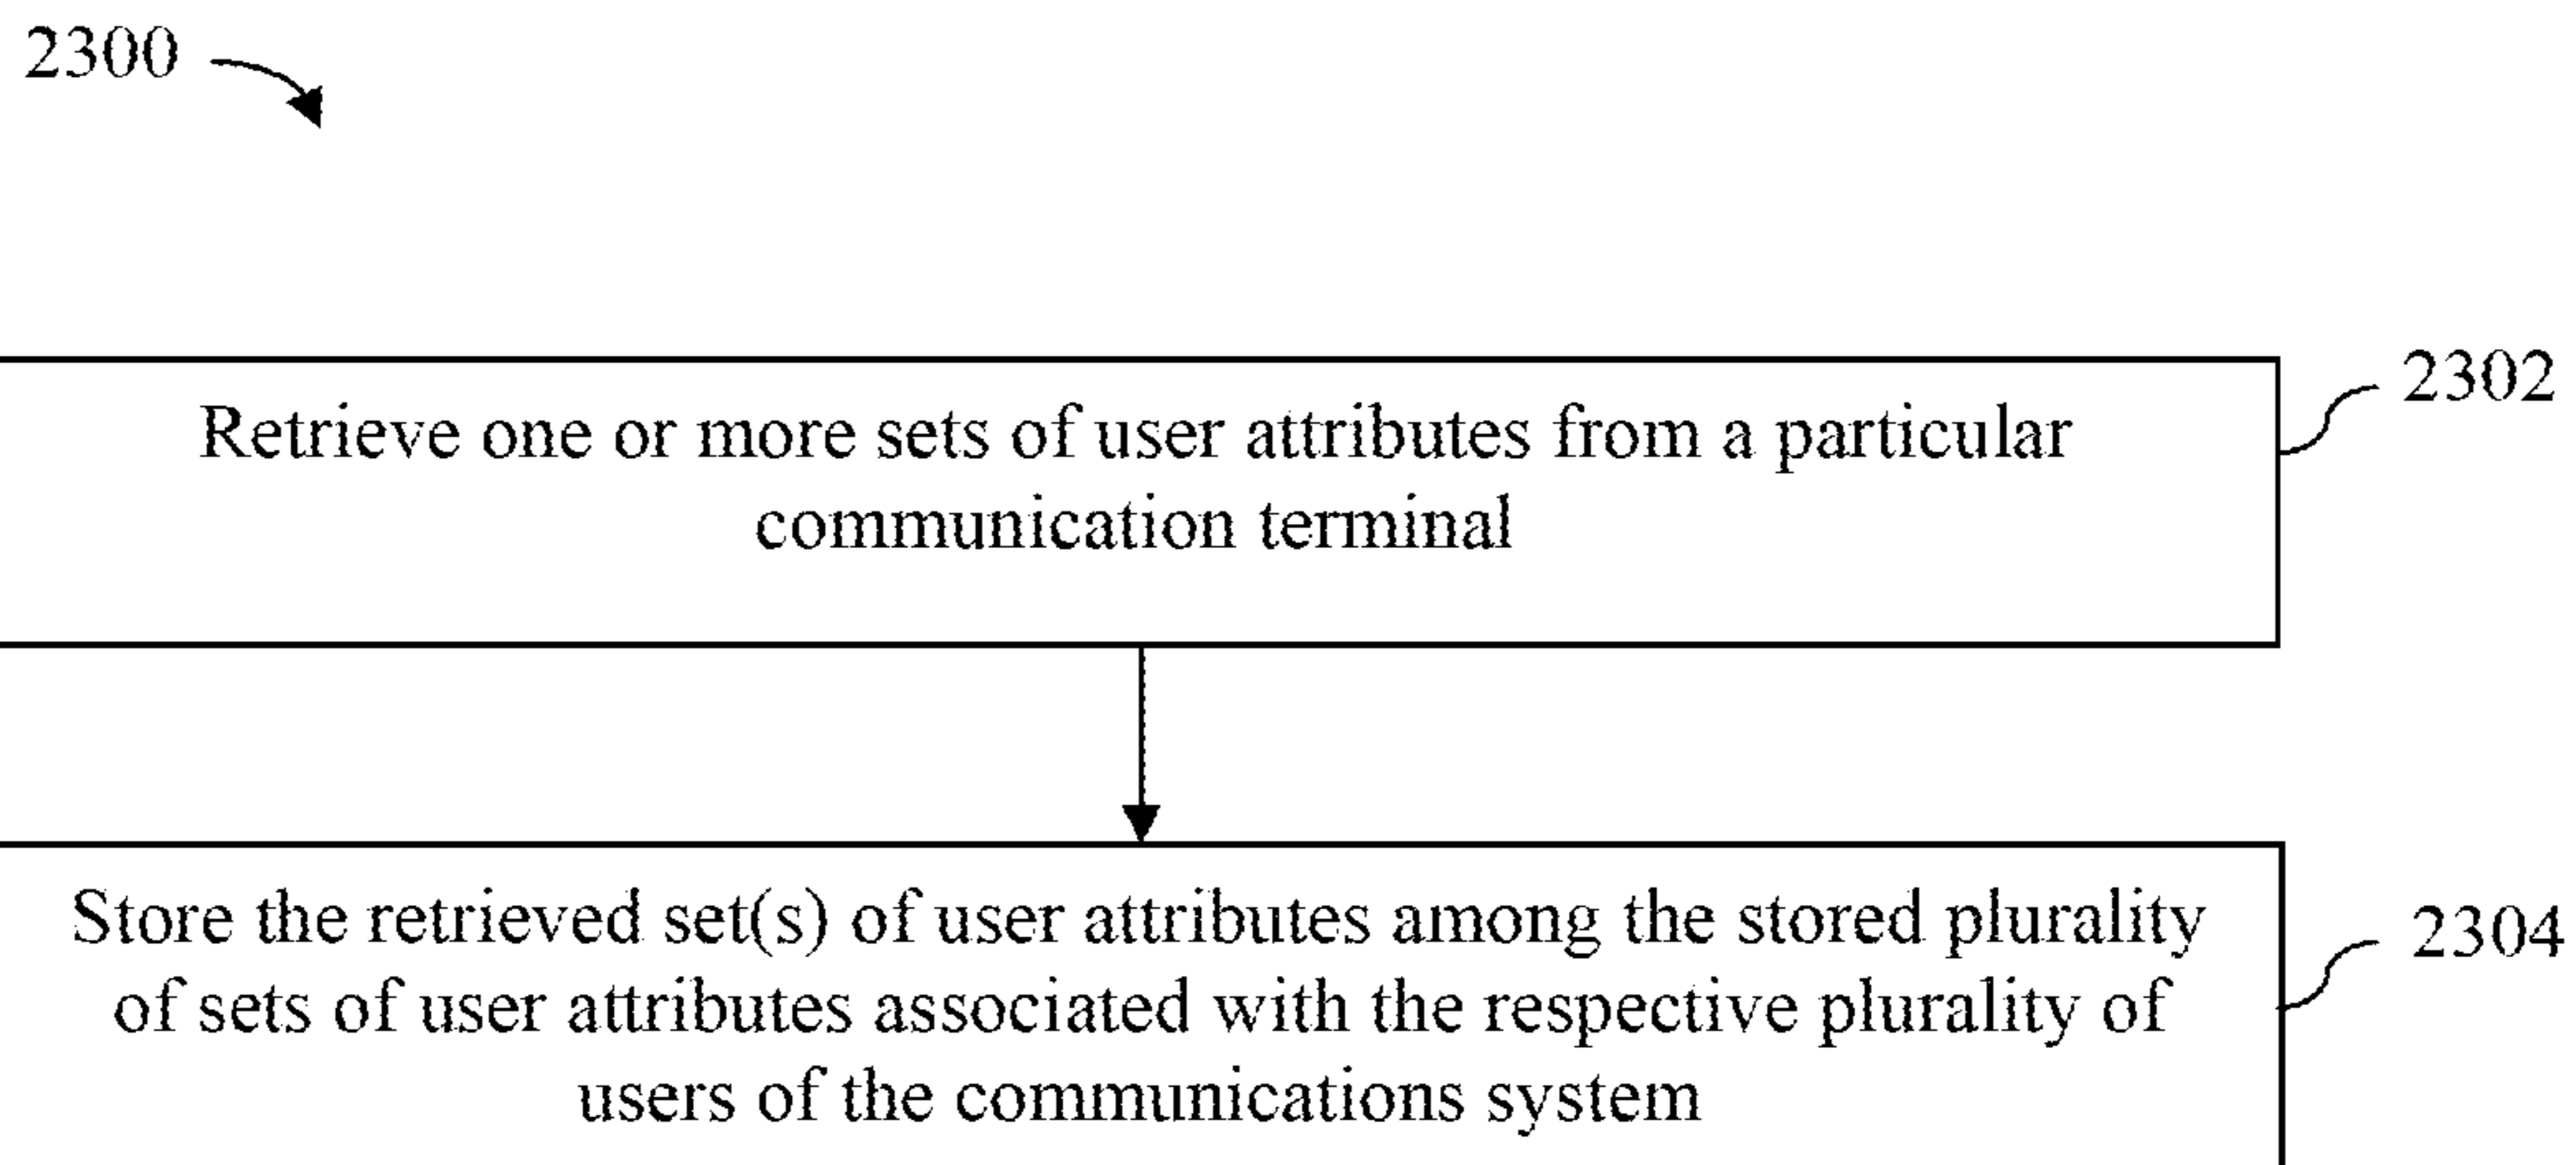 2300
2302
Retrieve one or more sets of user attributes from a particular
communication terminal
Store the retrieved set(s) of user attributes among the stored plurality
2304
of sets of user attributes associated with the respective plurality of
users of the communications system